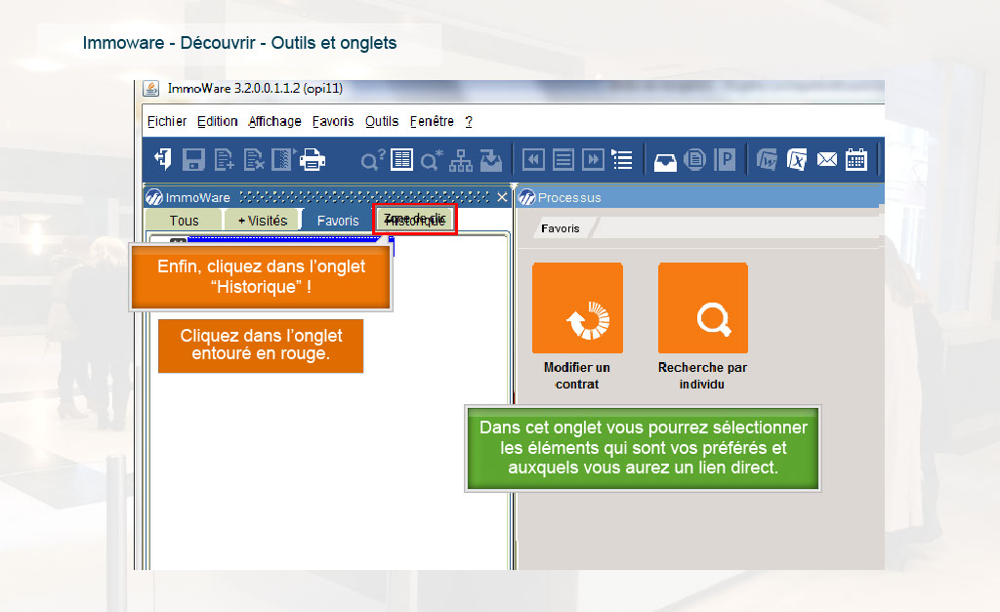 Immoware - Découvrir - Outils et onglets
ImmoWare 3.2.0.0.1.1.2 (opi11)
Fichier Edition Affichage Favoris Outils Fenêtre ?
ImmoWare
Processus
Tous + Visités Favoris Historique
Zone de clic
Favoris
Enfin, cliquez dans l’onglet
“Historique” !
Cliquez dans l’onglet
entouré en rouge.
Modifier un
contrat
Recherche par
individu
Dans cet onglet vous pourrez sélectionner
les éléments qui sont vos préférés et
auxquels vous aurez un lien direct.